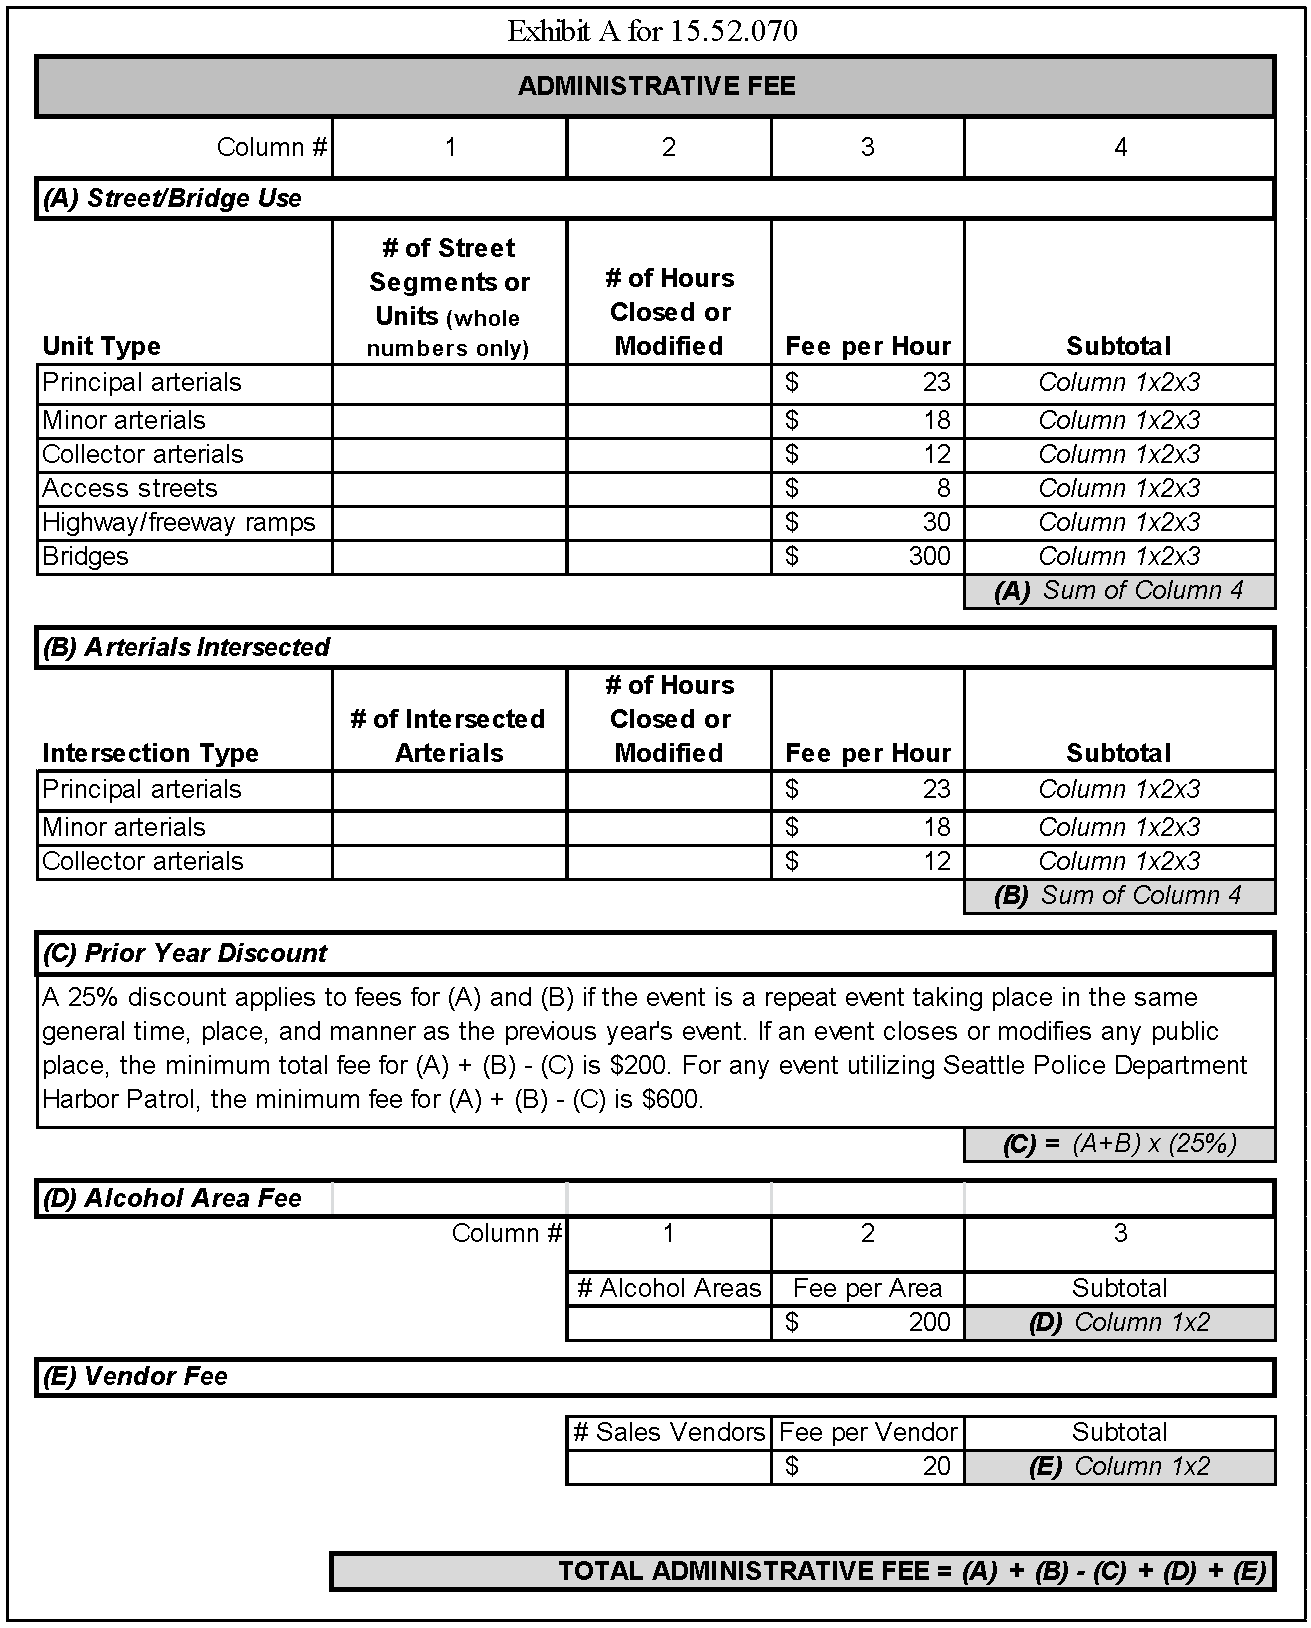 Exhibit A for 15.52.070
ADMINISTRATIVE FEE
Column # 1 2 3 4
(A) Street/Bridge Use
Unit Type # of Street Segments or Units (whole numbers only) # of Hours Closed or Modified Fee per Hour Subtotal
Principal arterials $ 23 Column 1x2x3
Minor arterials $ 18 Column 1x2x3
Collector arterials $ 12 Column 1x2x3
Access streets $ 8 Column 1x2x3
Highway/freeway ramps $ 30 Column 1x2x3
Bridges $ 300 Column 1x2x3
(A) Sum of Column 4
(B) Arterials Intersected
Intersection Type # of Intersected Arterials # of Hours Closed or Modified Fee per Hour Subtotal
Principal arterials $ 23 Column 1x2x3
Minor arterials $ 18 Column 1x2x3
Collector arterials $ 12 Column 1x2x3
(B) Sum of Column 4
(C) Prior Year Discount
A 25% discount applies to fees for (A) and (B) if the event is a repeat event taking place in the same
general time, place, and manner as the previous year's event. If an event closes or modifies any public
place, the minimum total fee for (A) + (B) - (C) is $200. For any event utilizing Seattle Police Department
Harbor Patrol, the minimum fee for (A) + (B) - (C) is $600.
(C) = (A+B) x (25%)
(D) Alcohol Area Fee
Column # 1 2 3
# Alcohol Areas Fee per Area Subtotal
$ 200 (D) Column 1x2
(E) Vendor Fee
# Sales Vendors Fee per Vendor Subtotal
$ 20 (E) Column 1x2
TOTAL ADMINISTRATIVE FEE = (A) + (B) - (C) + (D) + (E)